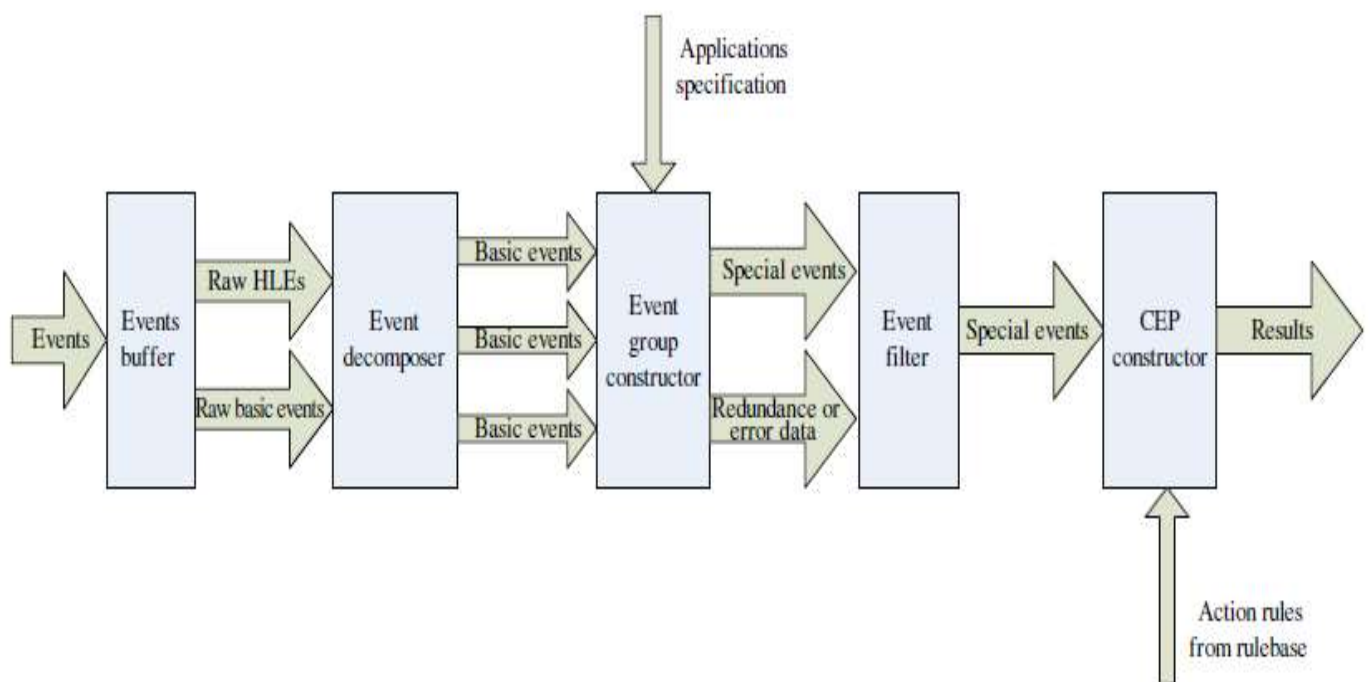 Applications
specification
Events
Events
buffer
Raw HLEs
Raw basic events
Event
decomposer
Basic events
Basic events
Basic events
Event
group
constructor
Special events
Redundance or
error data
Event
filter
Special events
CEP
constructor
Results
Action rules
from rulebase